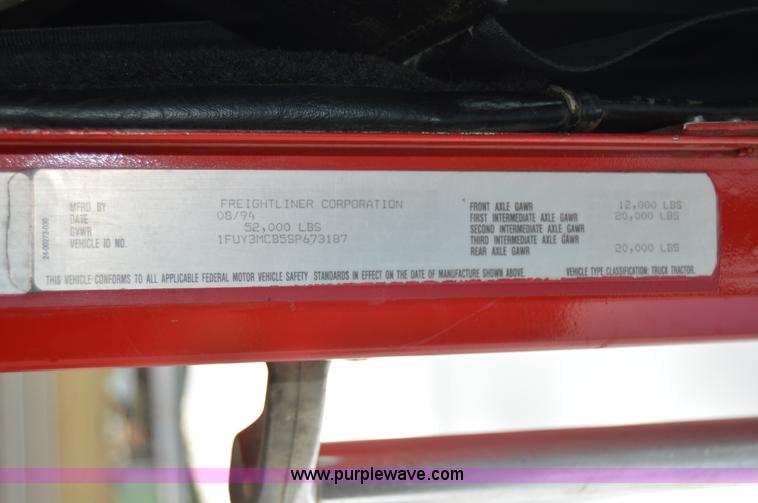 MFRD BY FREIGHTLINER CORPORATION
DATE 08/94
GVWR 52,000 LBS
VEHICLE ID NO. 1FUY3MCB5SP673187
FRONT AXLE GAWR 12,000 LBS
FIRST INTERMEDIATE AXLE GAWR 20,000 LBS
SECOND INTERMEDIATE AXLE GAWR
THIRD INTERMEDIATE AXLE GAWR
REAR AXLE GAWR 20,000 LBS
THIS VEHICLE CONFORMS TO ALL APPLICABLE FEDERAL MOTOR VEHICLE SAFETY STANDARDS IN EFFECT ON THE DATE OF MANUFACTURE SHOWN ABOVE. VEHICLE TYPE CLASSIFICATION: TRUCK TRACTOR.
www.purplewave.com